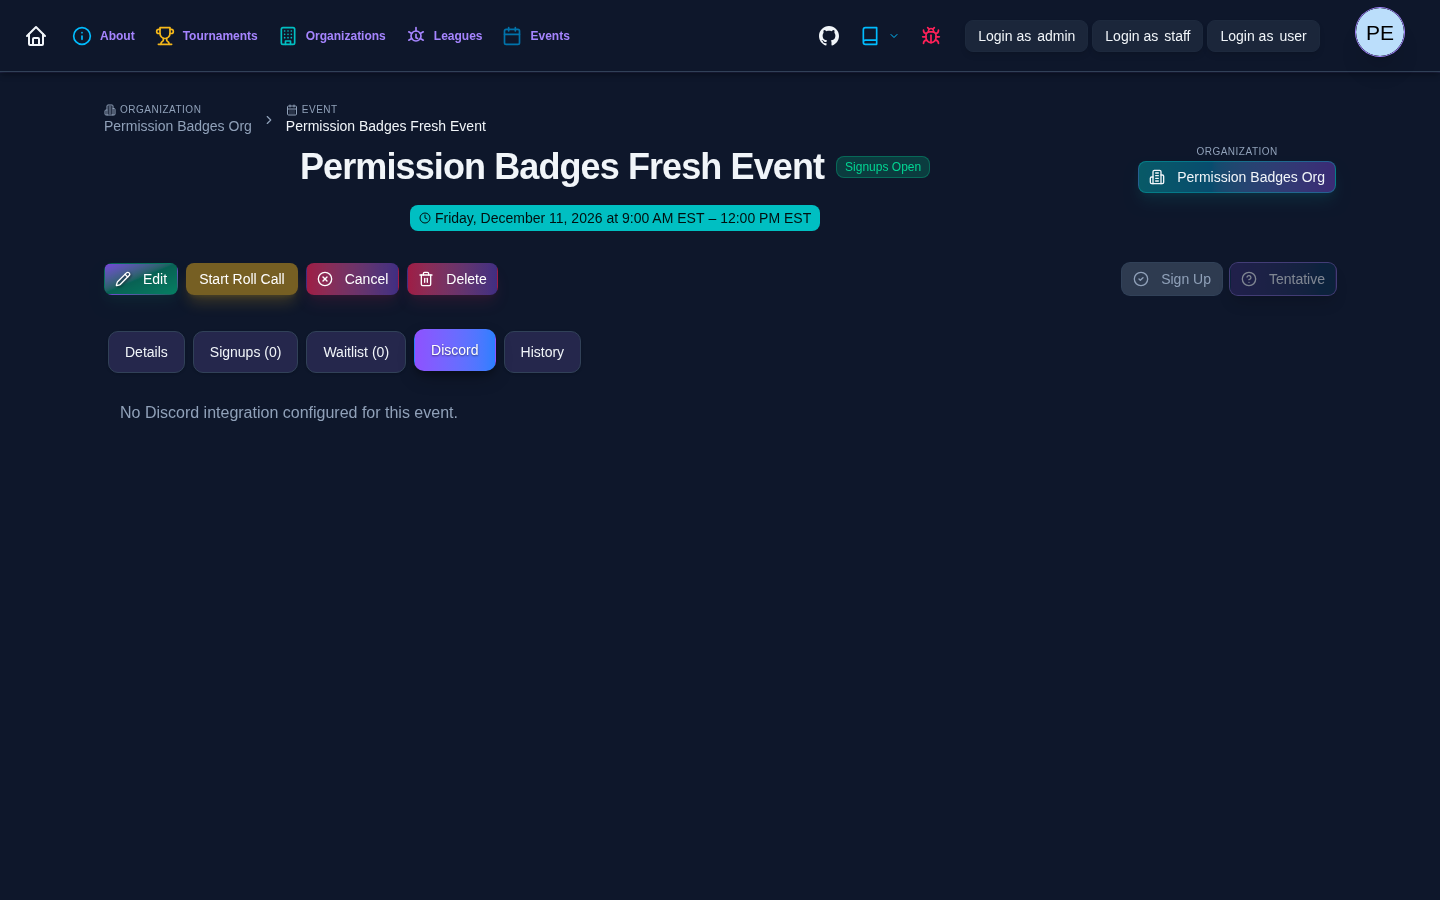 About Tournaments Organizations Leagues Events Login as admin Login as staff Login as user PE
ORGANIZATION EVENT
Permission Badges Org Permission Badges Fresh Event
Permission Badges Fresh Event Signups Open
ORGANIZATION
Permission Badges Org
Friday, December 11, 2026 at 9:00 AM EST – 12:00 PM EST
Edit Start Roll Call Cancel Delete Sign Up Tentative
Details Signups (0) Waitlist (0) Discord History
No Discord integration configured for this event.